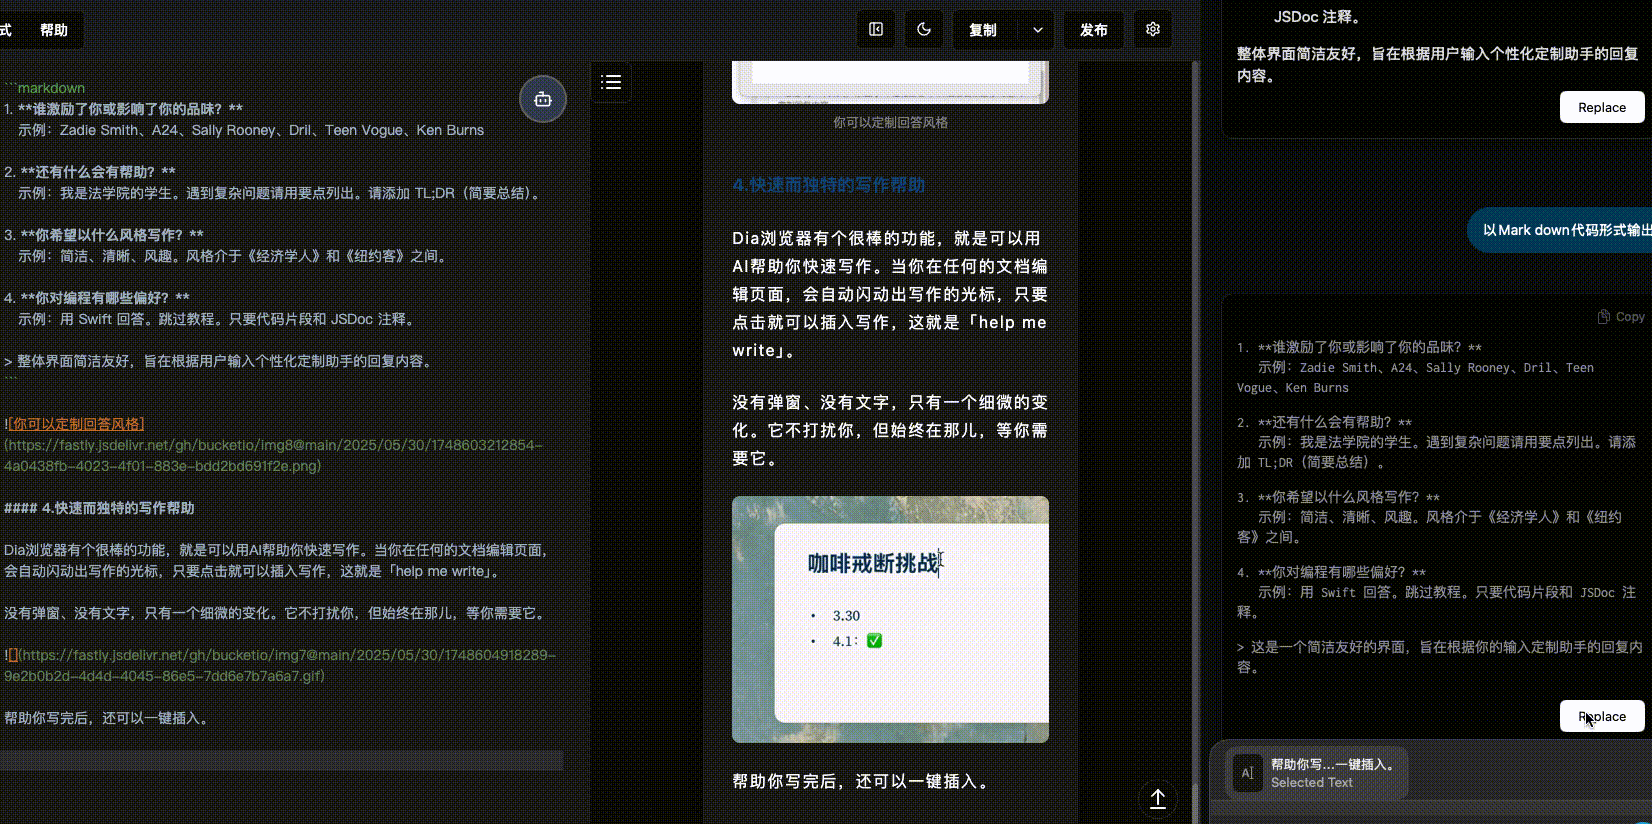 式 帮助
复制
发布
```markdown
1. **谁激励了你或影响了你的品味？**
示例：Zadie Smith、A24、Sally Rooney、Dril、Teen Vogue、Ken Burns
2. **还有什么会有帮助？**
示例：我是法学院的学生。遇到复杂问题请用要点列出。请添加 TL;DR（简要总结）。
3. **你希望以什么风格写作？**
示例：简洁、清晰、风趣。风格介于《经济学人》和《纽约客》之间。
4. **你对编程有哪些偏好？**
示例：用 Swift 回答。跳过教程。只要代码片段和 JSDoc 注释。
> 整体界面简洁友好，旨在根据用户输入个性化定制助手的回复内容。
```
![你可以定制回答风格]
(https://fastly.jsdelivr.net/gh/bucketio/img8@main/2025/05/30/1748603212854-
4a0438fb-4023-4f01-883e-bdd2bd691f2e.png)
#### 4.快速而独特的写作帮助
Dia浏览器有个很棒的功能，就是可以用AI帮助你快速写作。当你在任何的文档编辑页面，
会自动闪动出写作的光标，只要点击就可以插入写作，这就是「help me write」。
没有弹窗、没有文字，只有一个细微的变化。它不打扰你，但始终在那儿，等你需要它。
![](https://fastly.jsdelivr.net/gh/bucketio/img7@main/2025/05/30/1748604918289-
9e2b0b2d-4d4d-4045-86e5-7dd6e7b7a6a7.gif)
帮助你写完后，还可以一键插入。
你可以定制回答风格
4.快速而独特的写作帮助
Dia浏览器有个很棒的功能，就是可以用
AI帮助你快速写作。当你在任何的文档编
辑页面，会自动闪动出写作的光标，只要
点击就可以插入写作，这就是「help me
write」。
没有弹窗、没有文字，只有一个细微的变
化。它不打扰你，但始终在那儿，等你需
要它。
咖啡戒断挑战
• 3.30
• 4.1：✅
帮助你写完后，还可以一键插入。
JSDoc 注释。
整体界面简洁友好，旨在根据用户输入个性化定制助手的回复
内容。
Replace
以Mark down代码形式输出
Copy
1. **谁激励了你或影响了你的品味？**
示例：Zadie Smith、A24、Sally Rooney、Dril、Teen
Vogue、Ken Burns
2. **还有什么会有帮助？**
示例：我是法学院的学生。遇到复杂问题请用要点列出。请添
加 TL;DR（简要总结）。
3. **你希望以什么风格写作？**
示例：简洁、清晰、风趣。风格介于《经济学人》和《纽约
客》之间。
4. **你对编程有哪些偏好？**
示例：用 Swift 回答。跳过教程。只要代码片段和 JSDoc 注
释。
> 这是一个简洁友好的界面，旨在根据你的输入定制助手的回复内
容。
Replace
帮助你写...一键插入。
Selected Text